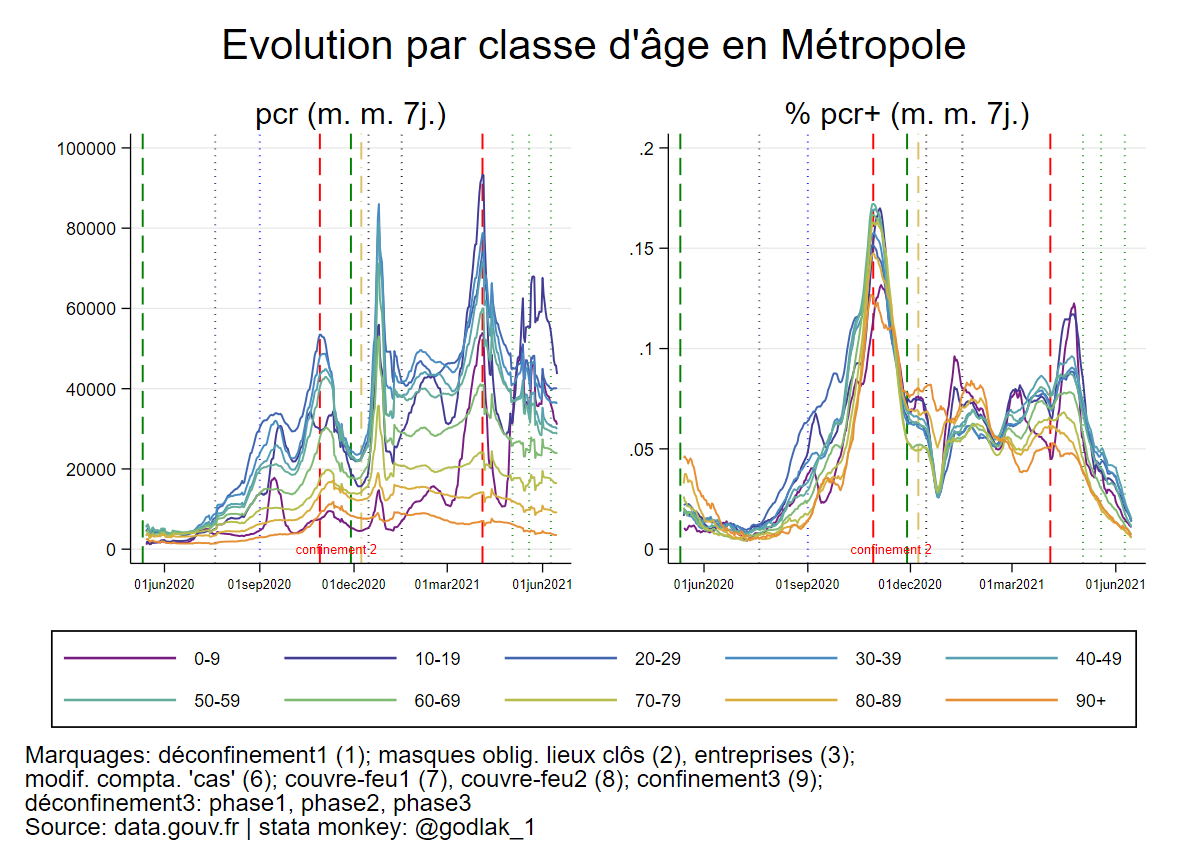 Evolution par classe d'âge en Métropole
pcr (m. m. 7j.)
100000
80000
60000
40000
20000
0
confinement 2
01jun2020 01sep2020 01dec2020 01mar2021 01jun2021
% pcr+ (m. m. 7j.)
.2
.15
.1
.05
0
confinement 2
01jun2020 01sep2020 01dec2020 01mar2021 01jun2021
0-9 10-19 20-29 30-39 40-49
50-59 60-69 70-79 80-89 90+
Marquages: déconfinement1 (1); masques oblig. lieux clôs (2), entreprises (3);
modif. compta. 'cas' (6); couvre-feu1 (7), couvre-feu2 (8); confinement3 (9);
déconfinement3: phase1, phase2, phase3
Source: data.gouv.fr | stata monkey: @godlak_1